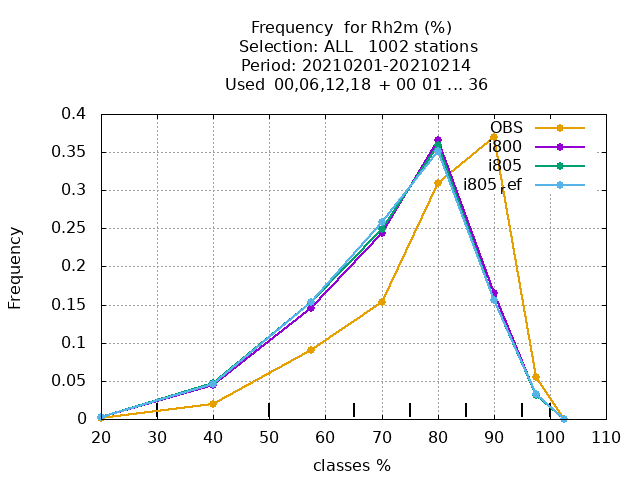 Frequency  for Rh2m (%)
Selection: ALL   1002 stations
Period: 20210201-20210214
Used  00,06,12,18  + 00 01 ... 36
0.4
0.35
0.3
0.25
0.2
0.15
0.1
0.05
0
Frequency
OBS
i800
i805
i805_ref
20 30 40 50 60 70 80 90 100 110
classes %